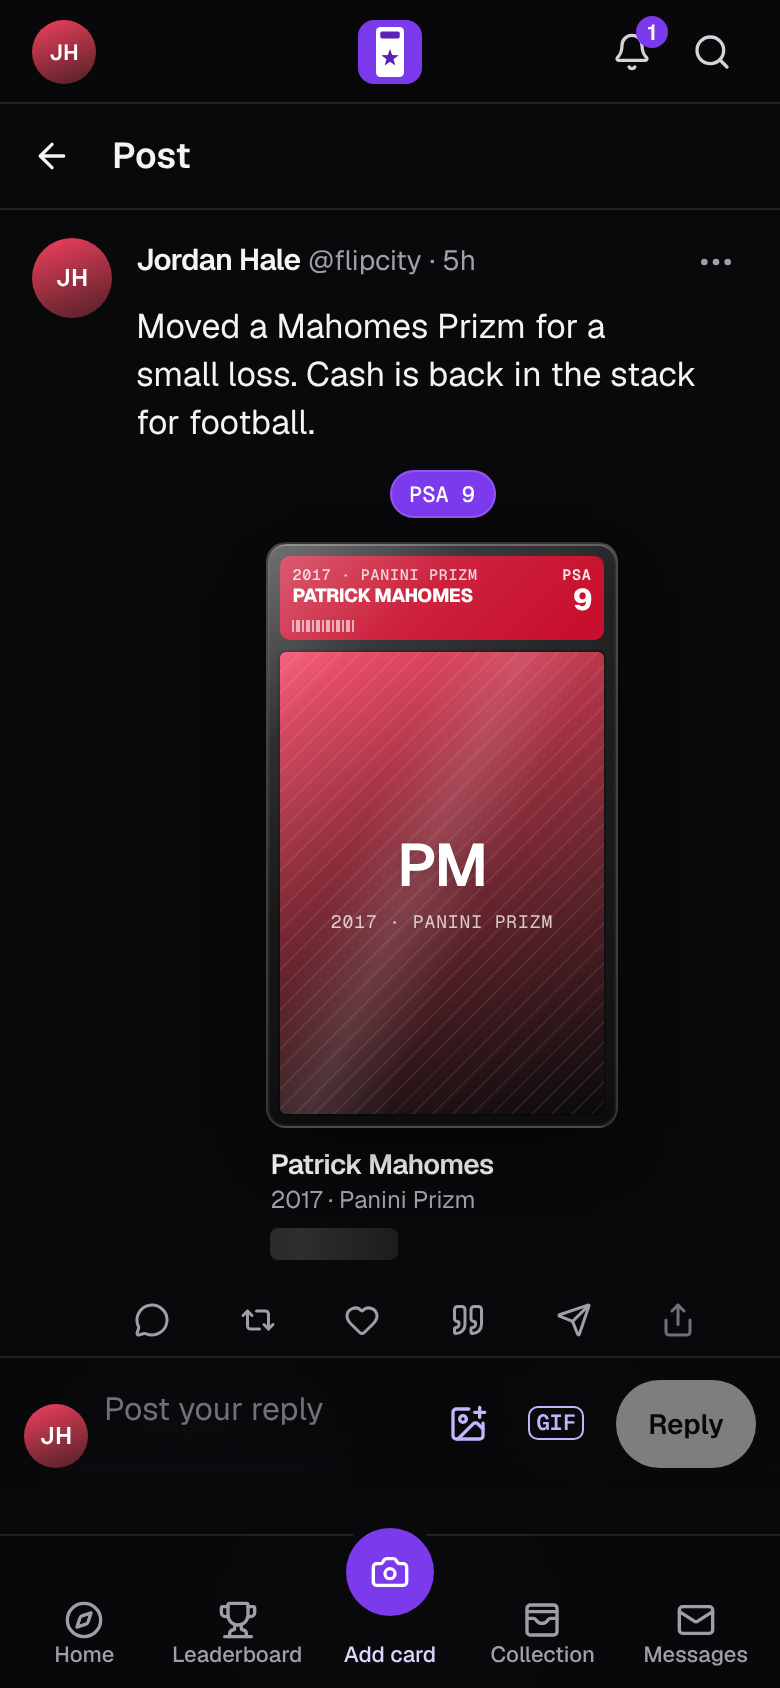 JH
1
Post
JH
Jordan Hale @flipcity · 5h
Moved a Mahomes Prizm for a
small loss. Cash is back in the stack
for football.
PSA 9
2017 · PANINI PRIZM
PSA
PATRICK MAHOMES
9
PM
2017 · PANINI PRIZM
Patrick Mahomes
2017 · Panini Prizm
JH
Post your reply
GIF
Reply
Home
Leaderboard
Add card
Collection
Messages